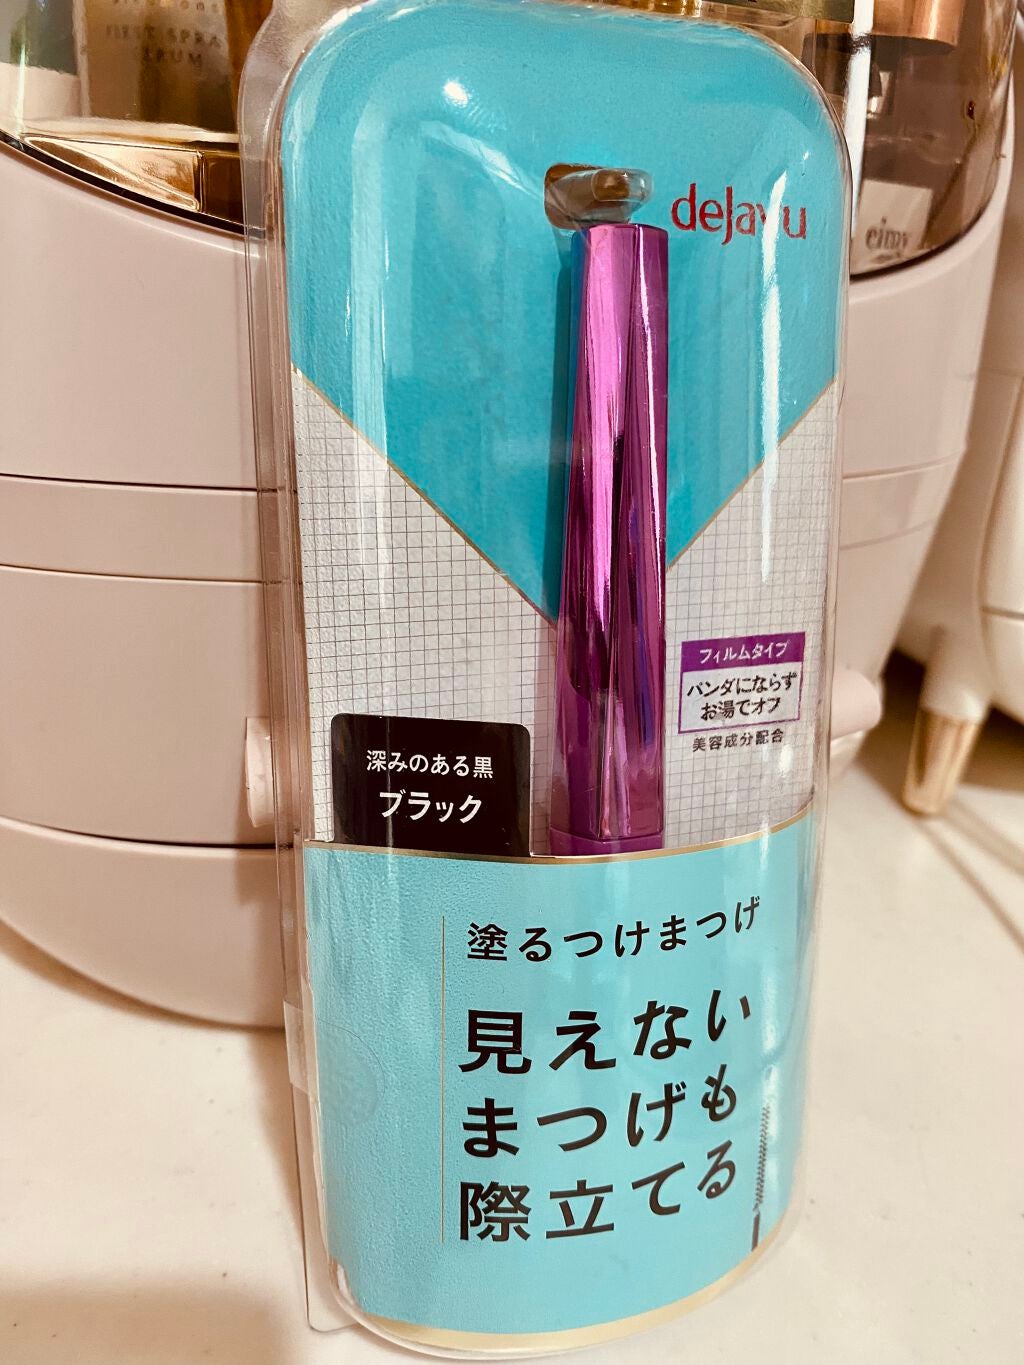 dejavu
フィルムタイプ
パンダにならず
お湯でオフ
美容成分配合
深みのある黒
ブラック
塗るつけまつげ
見えない
まつげも
際立てる